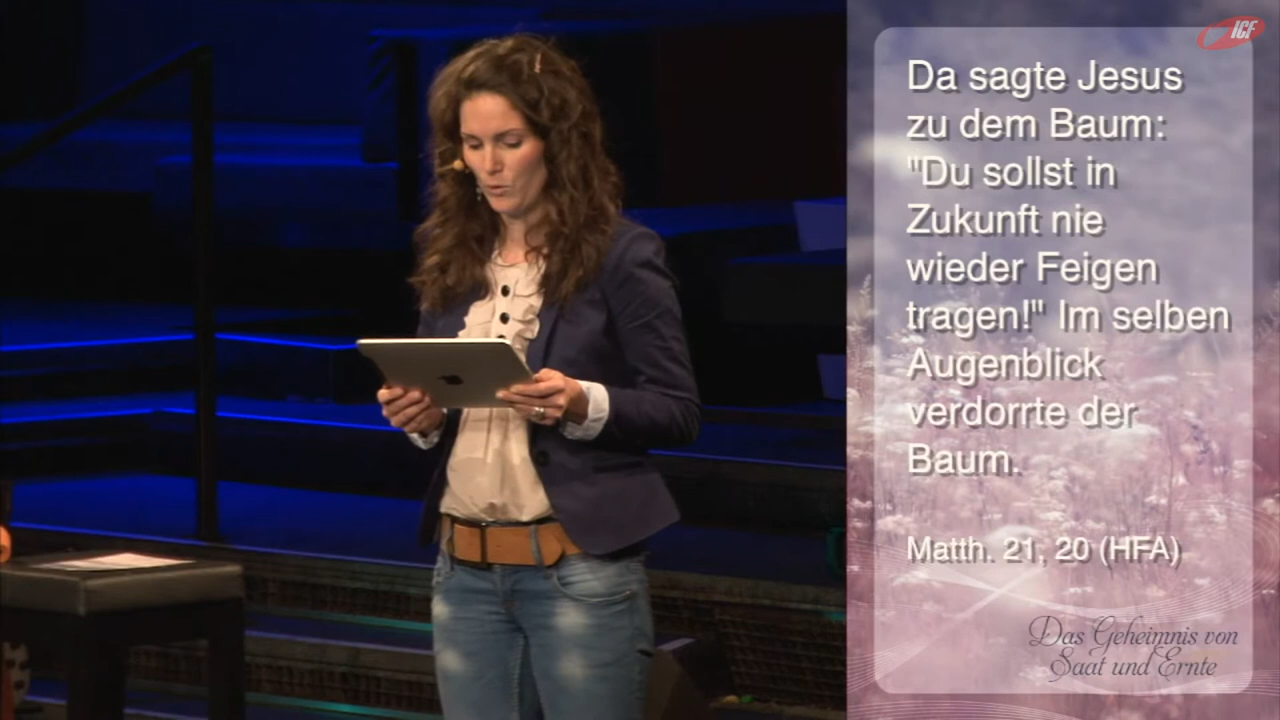 ICF
Da sagte Jesus
zu dem Baum:
"Du sollst in
Zukunft nie
wieder Feigen
tragen!" Im selben
Augenblick
verdorrte der
Baum.
Matth. 21, 20 (HFA)
Das Geheimnis von
Saat und Ernte